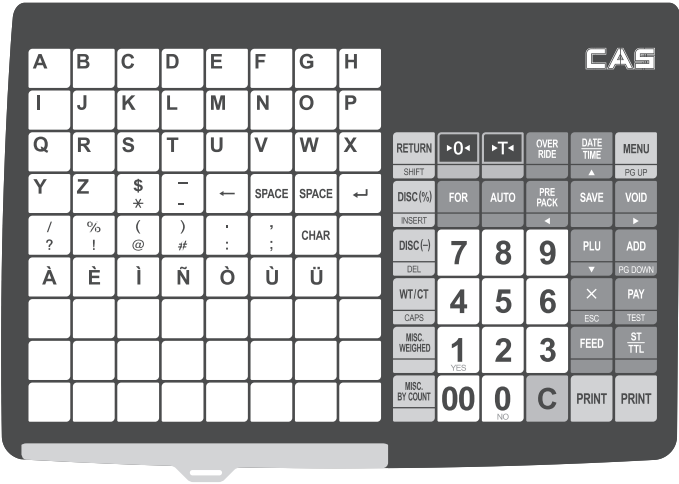 CAS
A B C D E F G H
I J K L M N O P
Q R S T U V W X
Y Z $ * – - ← SPACE SPACE ↵
/ ? % ! ( @ ) # ' : , ; CHAR
À È Ì Ñ Ò Ù Ü
RETURN ▸0◂ ▸T◂ OVER RIDE DATE TIME MENU
SHIFT ▲ PG UP
DISC(%) FOR AUTO PRE PACK SAVE VOID
INSERT ◀ ▶
DISC(–) 7 8 9 PLU ADD
DEL ▼ PG DOWN
WT/CT 4 5 6 × PAY
CAPS ESC TEST
MISC. WEIGHED 1 2 3 FEED ST TTL
YES
MISC. BY COUNT 00 0 C PRINT PRINT
NO